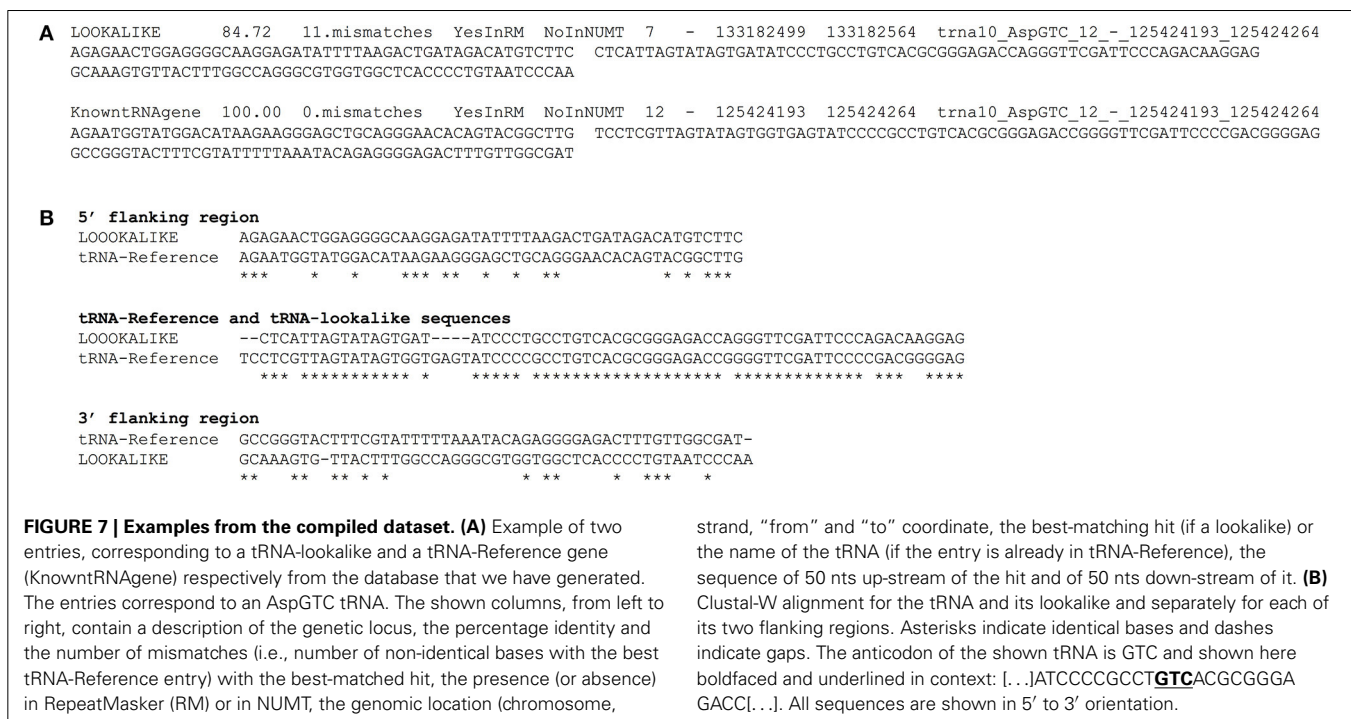 A LOOKALIKE 84.72 11.mismatches YesInRM NoInNUMT 7 - 133182499 133182564 trna10_AspGTC_12_-_125424193_125424264
AGAGAACTGGAGGGGCAAGGAGATATTTTAAGACTGATAGACATGTCTTC CTCATTAGTATAGTGATATCCCTGCCTGTCACGCGGGAGACCAGGGTTCGATTCCCAGACAAGGAG
GCAAAGTGTTACTTTGGCCAGGGCGTGGTGGCTCACCCCTGTAATCCCAA
KnowntRNAgene 100.00 0.mismatches YesInRM NoInNUMT 12 - 125424193 125424264 trna10_AspGTC_12_-_125424193_125424264
AGAATGGTATGGACATAAGAAGGGAGCTGCAGGGAACACAGTACGGCTTG TCCTCGTTAGTATAGTGGTGAGTATCCCCGCCTGTCACGCGGGAGACCGGGGTTCGATTCCCCGACGGGGAG
GCCGGGTACTTTCGTATTTTTAAATACAGAGGGGAGACTTTGTTGGCGAT
B 5′ flanking region
LOOOKALIKE AGAGAACTGGAGGGGCAAGGAGATATTTTAAGACTGATAGACATGTCTTC
tRNA-Reference AGAATGGTATGGACATAAGAAGGGAGCTGCAGGGAACACAGTACGGCTTG
*** * * *** ** * * ** * * ***
tRNA-Reference and tRNA-lookalike sequences
LOOOKALIKE --CTCATTAGTATAGTGAT----ATCCCTGCCTGTCACGCGGGAGACCAGGGTTCGATTCCCAGACAAGGAG
tRNA-Reference TCCTCGTTAGTATAGTGGTGAGTATCCCCGCCTGTCACGCGGGAGACCGGGGTTCGATTCCCCGACGGGGAG
*** *********** * ***** ******************* ************* *** ****
3′ flanking region
tRNA-Reference GCCGGGTACTTTCGTATTTTTAAATACAGAGGGGAGACTTTGTTGGCGAT-
LOOKALIKE GCAAAGTG-TTACTTTGGCCAGGGCGTGGTGGCTCACCCCTGTAATCCCAA
** ** ** * * * ** * *** *
FIGURE 7 | Examples from the compiled dataset. (A) Example of two
entries, corresponding to a tRNA-lookalike and a tRNA-Reference gene
(KnowntRNAgene) respectively from the database that we have generated.
The entries correspond to an AspGTC tRNA. The shown columns, from left to
right, contain a description of the genetic locus, the percentage identity and
the number of mismatches (i.e., number of non-identical bases with the best
tRNA-Reference entry) with the best-matched hit, the presence (or absence)
in RepeatMasker (RM) or in NUMT, the genomic location (chromosome,
strand, “from” and “to” coordinate, the best-matching hit (if a lookalike) or
the name of the tRNA (if the entry is already in tRNA-Reference), the
sequence of 50 nts up-stream of the hit and of 50 nts down-stream of it. (B)
Clustal-W alignment for the tRNA and its lookalike and separately for each of
its two flanking regions. Asterisks indicate identical bases and dashes
indicate gaps. The anticodon of the shown tRNA is GTC and shown here
boldfaced and underlined in context: [. . .]ATCCCCGCCTGTCACGCGGGA
GACC[. . .]. All sequences are shown in 5′ to 3′ orientation.